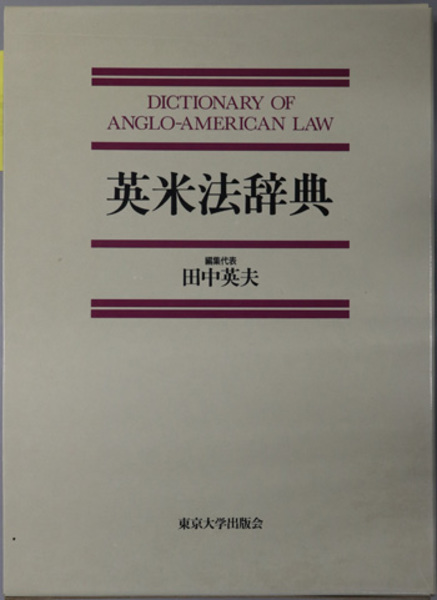 DICTIONARY OF
ANGLO-AMERICAN LAW
英米法辞典
編集代表
田中英夫
東京大学出版会